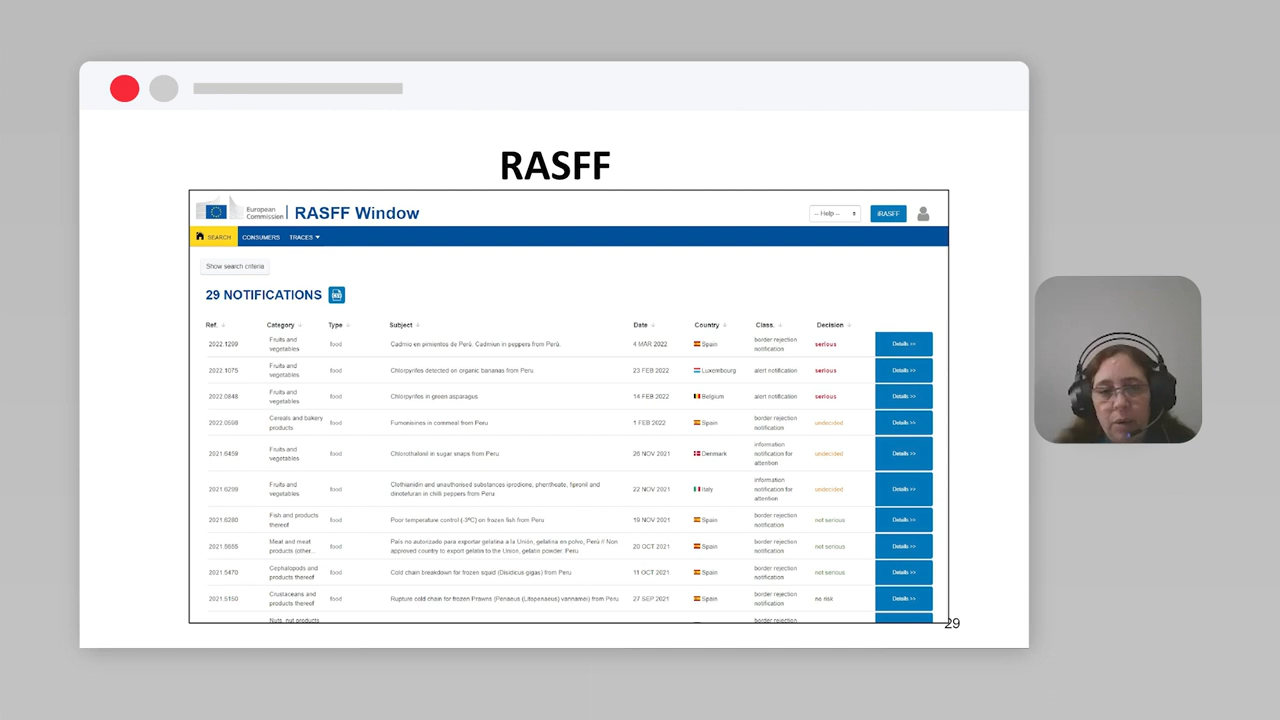 RASFF
European
Commission
RASFF Window
-- Help --
iRASFF
SEARCH
CONSUMERS
TRACES
Show search criteria
29 NOTIFICATIONS
Ref. Category Type Subject Date Country Class. Decision
2022.1299 Fruits and vegetables food Cadmio en pimientos de Perú. Cadmiun in peppers from Perú. 4 MAR 2022 Spain border rejection notification serious Details >>
2022.1075 Fruits and vegetables food Chlorpyrifos detected on organic bananas from Peru 23 FEB 2022 Luxembourg alert notification serious Details >>
2022.0848 Fruits and vegetables food Chlorpyrifos in green asparagus 14 FEB 2022 Belgium alert notification serious Details >>
2022.0598 Cereals and bakery products food Fumonisines in cornmeal from Peru 1 FEB 2022 Spain border rejection notification undecided Details >>
2021.6459 Fruits and vegetables food Chlorothalonil in sugar snaps from Peru NOV 2021 Denmark information notification for attention undecided Details >>
2021.6299 Fruits and vegetables food Clothianidin and unauthorised substances iprodione, phenthoate, fipronil and dinotefuran in chilli peppers from Peru 22 NOV 2021 Italy information notification for attention undecided Details >>
2021.6280 Fish and products thereof food Poor temperature control (-3ºC) on frozen fish from Peru 19 NOV 2021 Spain border rejection notification not serious Details >>
2021.5655 Meat and meat products (other... food País no autorizado para exportar gelatina a la Unión, gelatina en polvo, Perú // Non approved country to export gelatin to the Union, gelatin powder. Peru 20 OCT 2021 Spain border rejection notification not serious Details >>
2021.5470 Cephalopods and products thereof food Cold chain breakdown for frozen squid (Disidicus gigas) from Peru 11 OCT 2021 Spain border rejection notification not serious Details >>
2021.5150 Crustaceans and products thereof food Rupture cold chain for frozen Prawns (Penaeus (Litopenaeus) vannamei) from Peru 27 SEP 2021 Spain border rejection notification no risk Details >>
Nuts, nut products border rejection
29